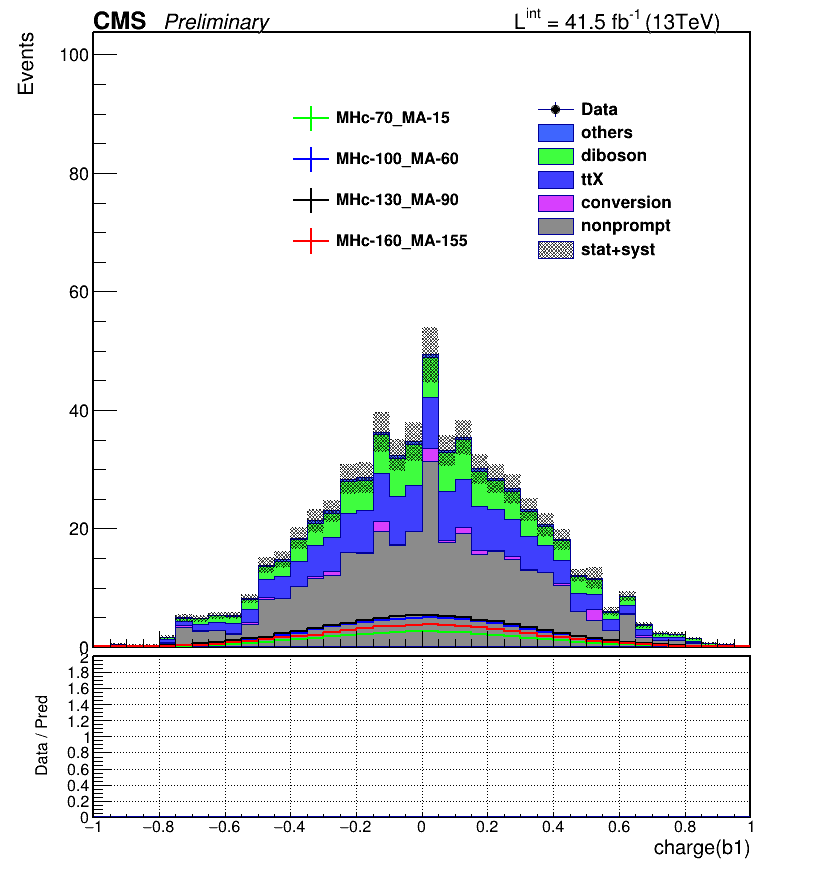 CMS Preliminary L^int = 41.5 fb^-1 (13TeV)
Events
100
80
60
40
20
0
MHc-70_MA-15
MHc-100_MA-60
MHc-130_MA-90
MHc-160_MA-155
Data
others
diboson
ttX
conversion
nonprompt
stat+syst
Data / Pred
2
1.8
1.6
1.4
1.2
1
0.8
0.6
0.4
0.2
0
−1 −0.8 −0.6 −0.4 −0.2 0 0.2 0.4 0.6 0.8 1
charge(b1)